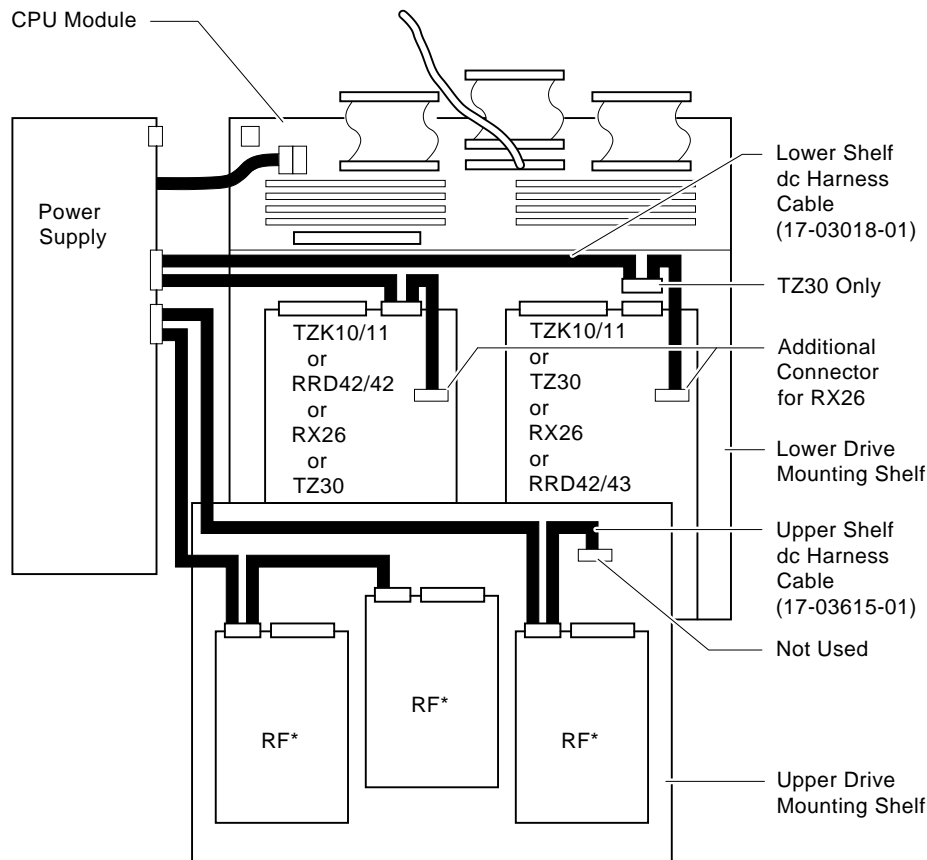 CPU Module
Power
Supply
Lower Shelf
dc Harness
Cable
(17-03018-01)
TZ30 Only
TZK10/11
or
RRD42/42
or
RX26
or
TZ30
TZK10/11
or
TZ30
or
RX26
or
RRD42/43
Additional
Connector
for RX26
Lower Drive
Mounting Shelf
Upper Shelf
dc Harness
Cable
(17-03615-01)
Not Used
RF*
RF*
RF*
Upper Drive
Mounting Shelf